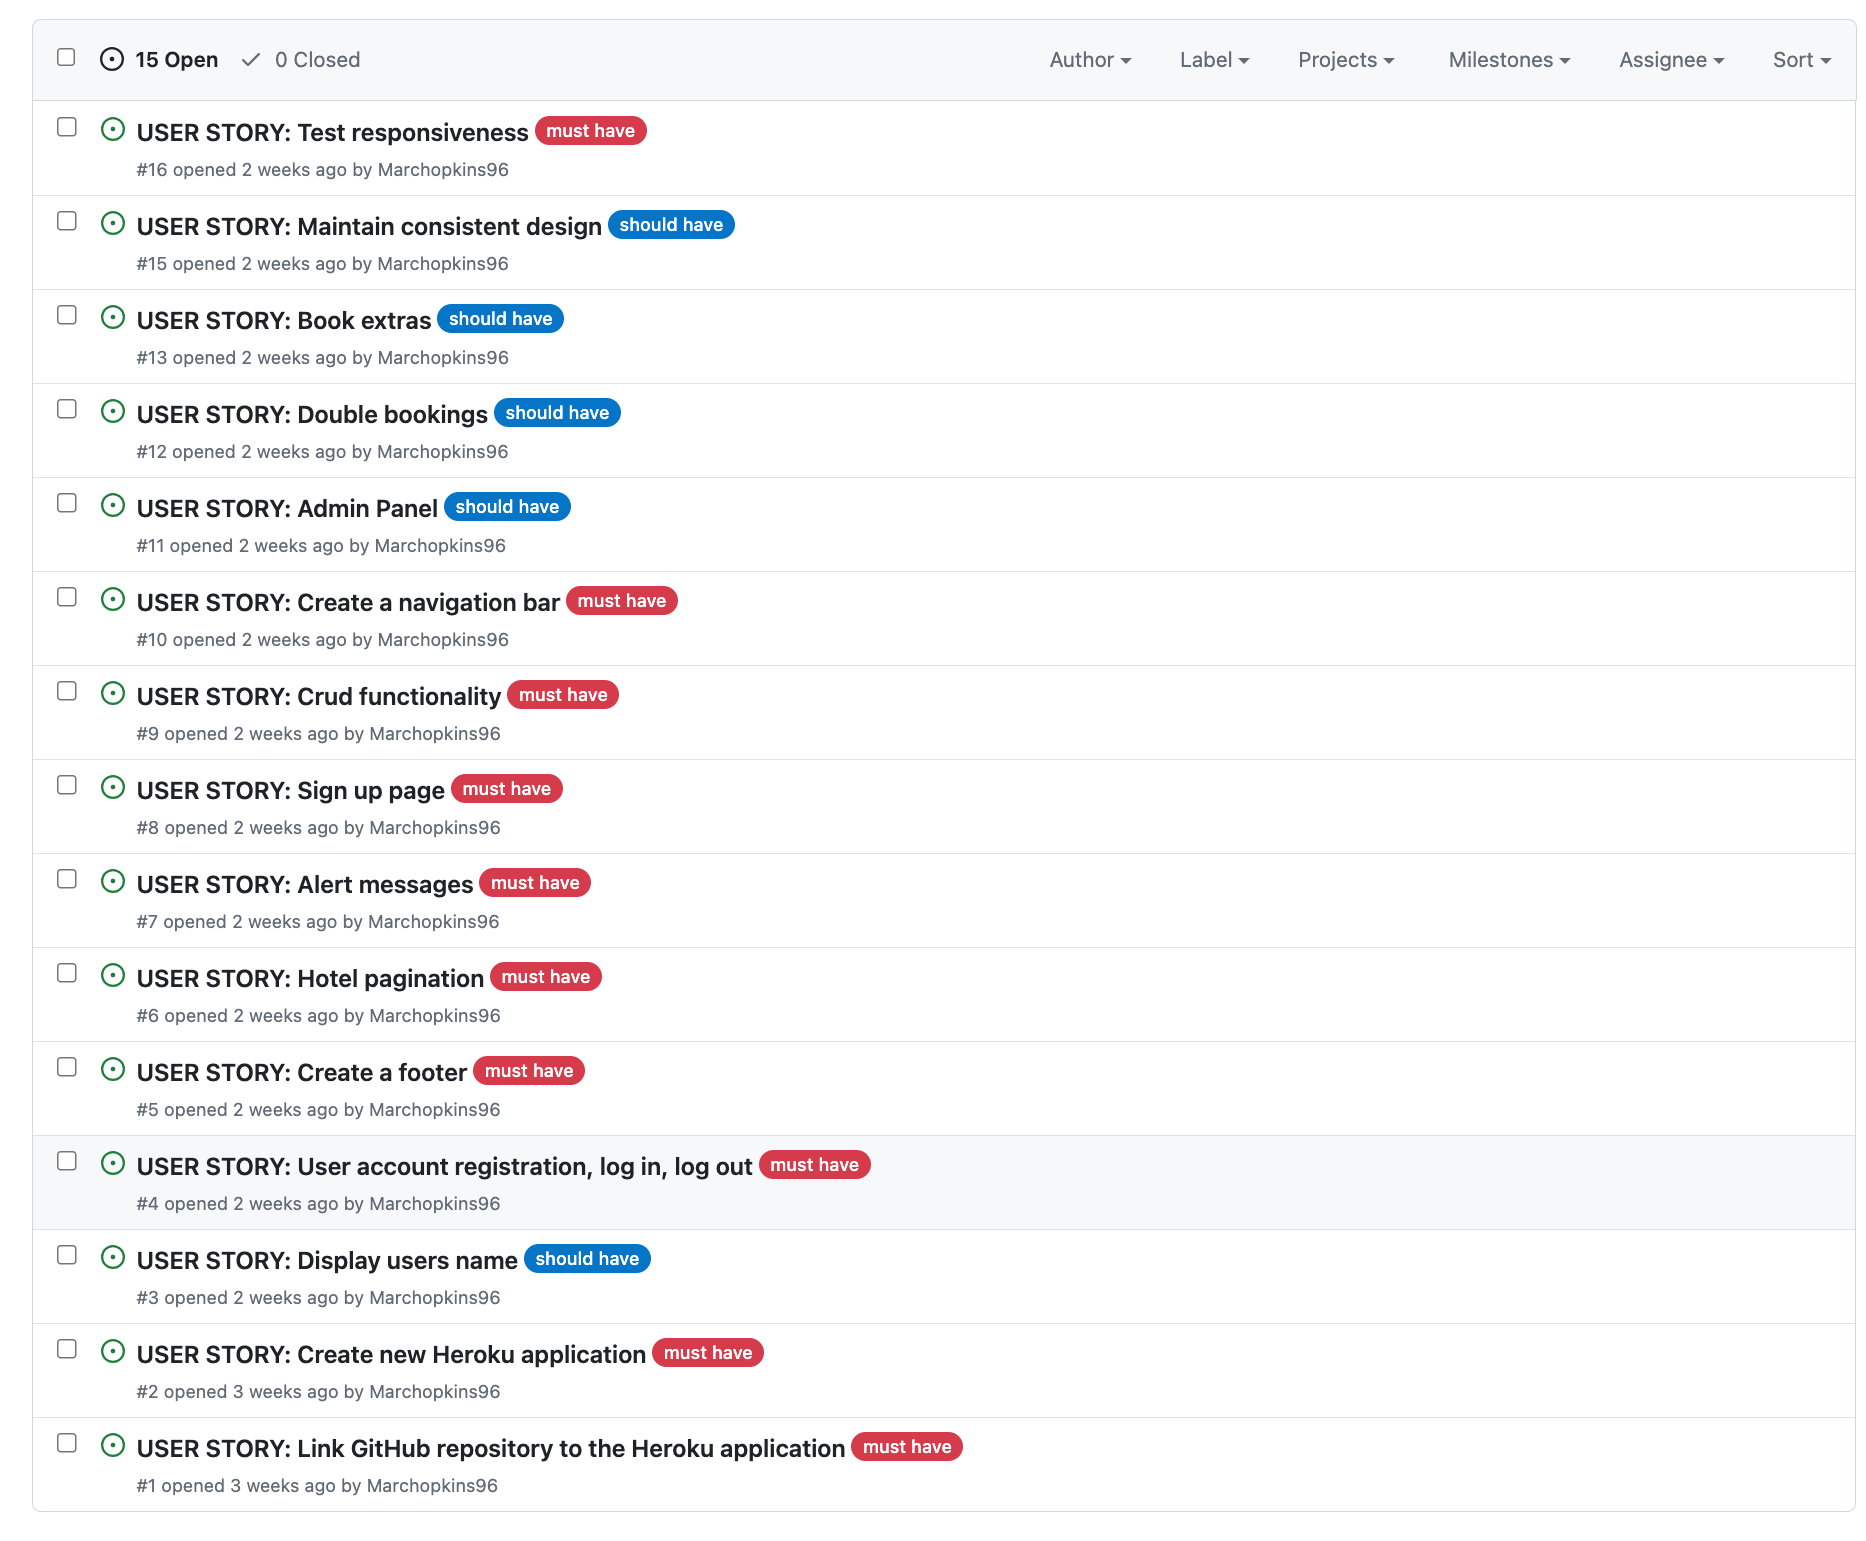 15 Open 0 Closed Author Label Projects Milestones Assignee Sort
USER STORY: Test responsiveness must have
#16 opened 2 weeks ago by Marchopkins96
USER STORY: Maintain consistent design should have
#15 opened 2 weeks ago by Marchopkins96
USER STORY: Book extras should have
#13 opened 2 weeks ago by Marchopkins96
USER STORY: Double bookings should have
#12 opened 2 weeks ago by Marchopkins96
USER STORY: Admin Panel should have
#11 opened 2 weeks ago by Marchopkins96
USER STORY: Create a navigation bar must have
#10 opened 2 weeks ago by Marchopkins96
USER STORY: Crud functionality must have
#9 opened 2 weeks ago by Marchopkins96
USER STORY: Sign up page must have
#8 opened 2 weeks ago by Marchopkins96
USER STORY: Alert messages must have
#7 opened 2 weeks ago by Marchopkins96
USER STORY: Hotel pagination must have
#6 opened 2 weeks ago by Marchopkins96
USER STORY: Create a footer must have
#5 opened 2 weeks ago by Marchopkins96
USER STORY: User account registration, log in, log out must have
#4 opened 2 weeks ago by Marchopkins96
USER STORY: Display users name should have
#3 opened 2 weeks ago by Marchopkins96
USER STORY: Create new Heroku application must have
#2 opened 3 weeks ago by Marchopkins96
USER STORY: Link GitHub repository to the Heroku application must have
#1 opened 3 weeks ago by Marchopkins96